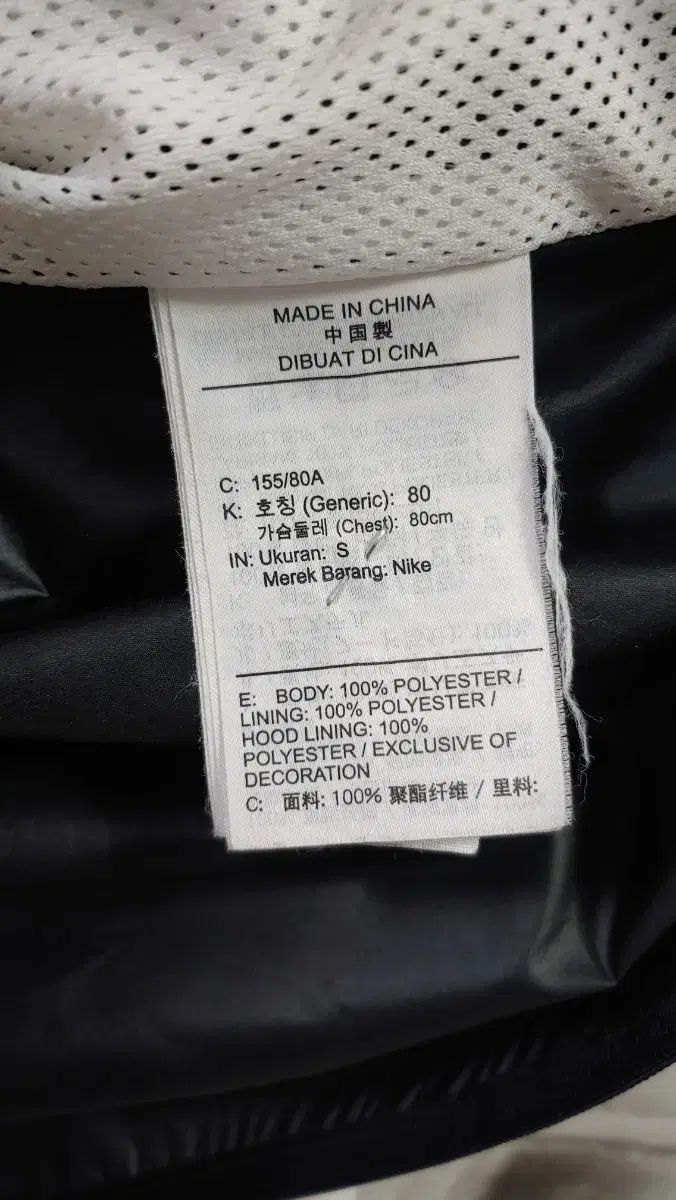 MADE IN CHINA
中国製
DIBUAT DI CINA
C: 155/80A
K: 호칭 (Generic): 80
가슴둘레 (Chest): 80cm
IN: Ukuran: S
Merek Barang: Nike
E: BODY: 100% POLYESTER /
LINING: 100% POLYESTER /
HOOD LINING: 100%
POLYESTER / EXCLUSIVE OF
DECORATION
C: 面料: 100% 聚酯纤维 / 里料: